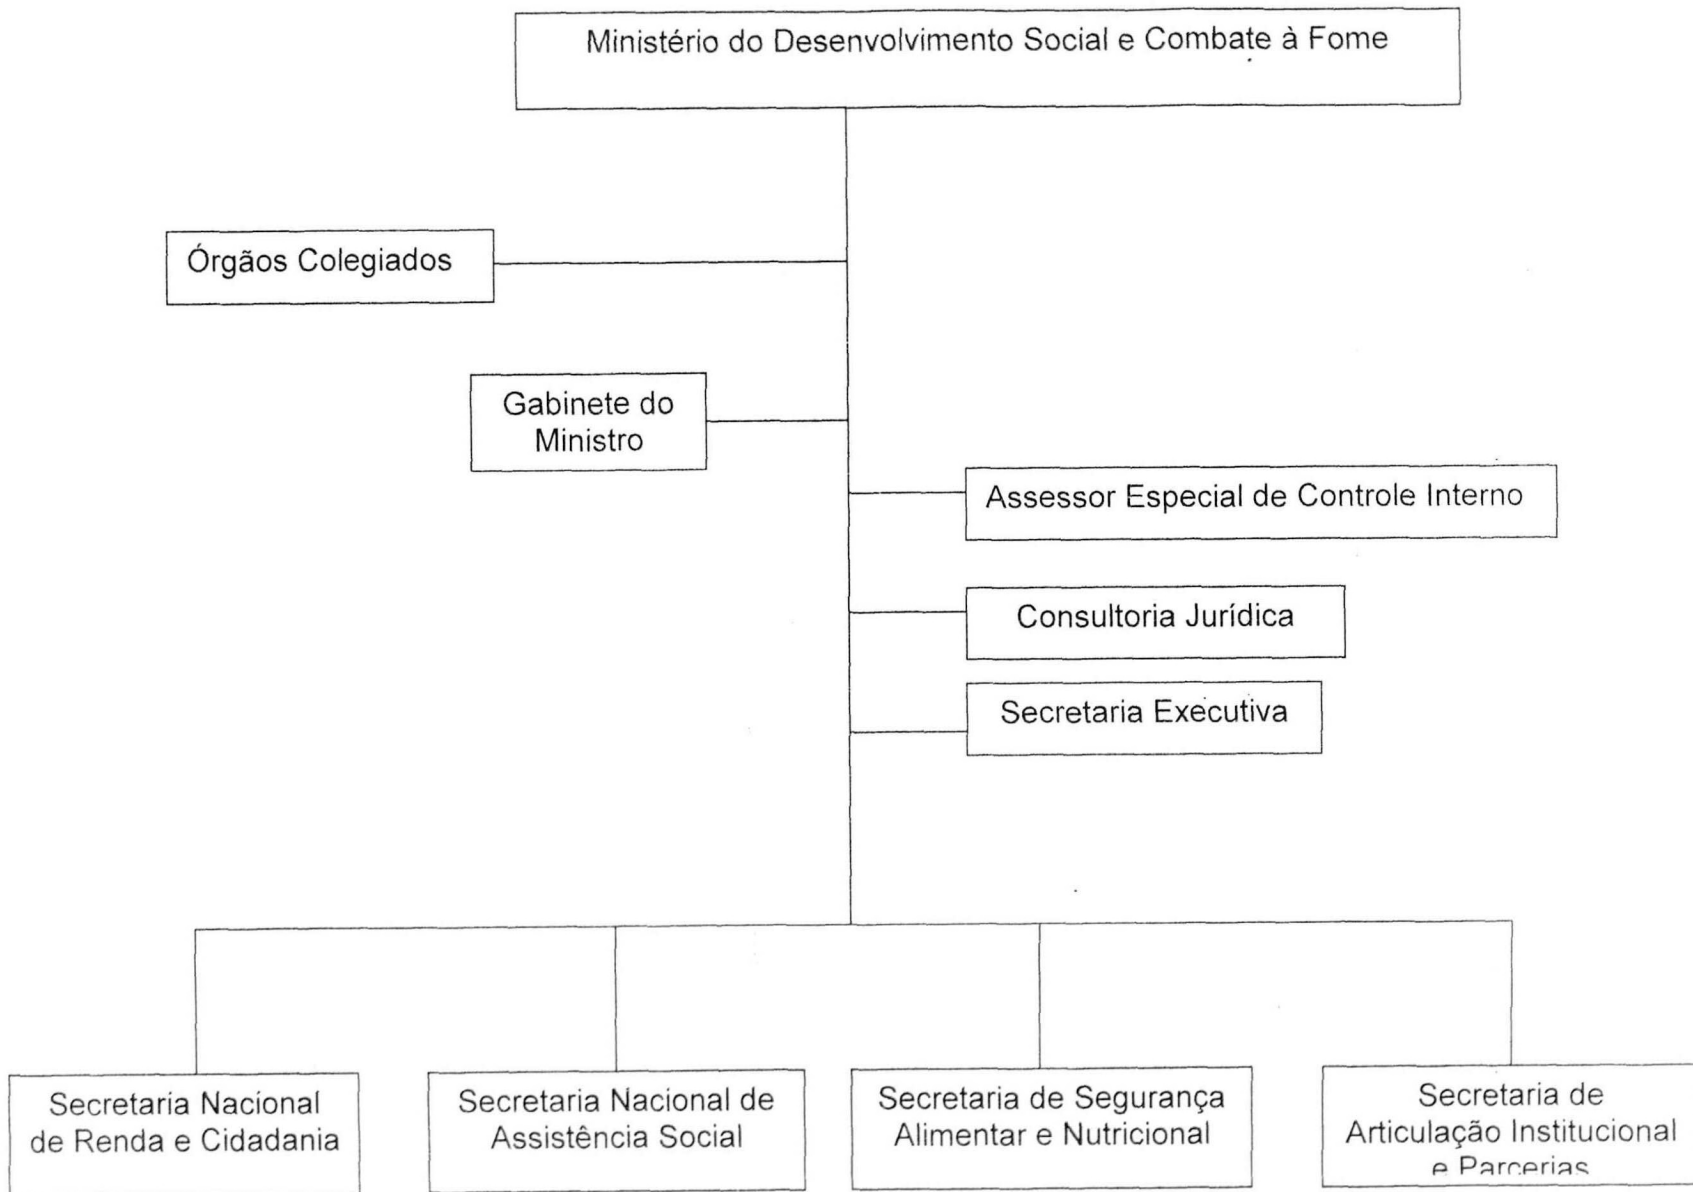 Ministério do Desenvolvimento Social e Combate à Fome
Órgãos Colegiados
Gabinete do
Ministro
Assessor Especial de Controle Interno
Consultoria Jurídica
Secretaria Executiva
Secretaria Nacional
de Renda e Cidadania
Secretaria Nacional de
Assistência Social
Secretaria de Segurança
Alimentar e Nutricional
Secretaria de
Articulação Institucional
e Parcerias